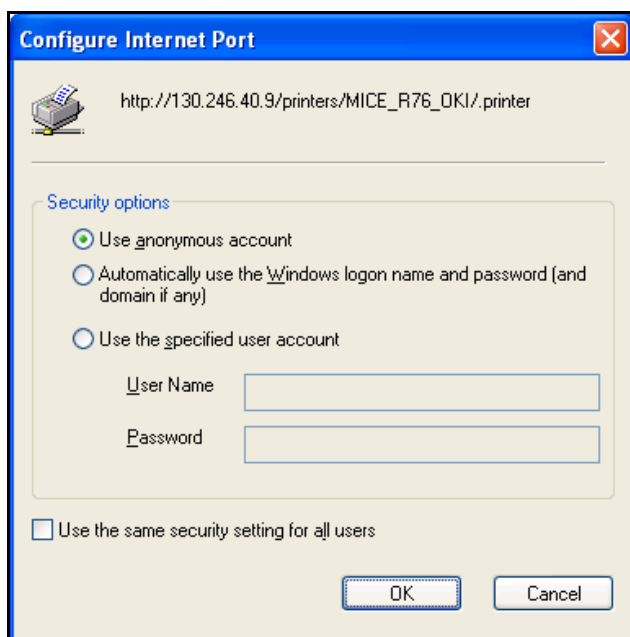 Configure Internet Port
http://130.246.40.9/printers/MICE_R76_OKI/.printer
Security options
Use anonymous account
Automatically use the Windows logon name and password (and
domain if any)
Use the specified user account
User Name
Password
Use the same security setting for all users
OK
Cancel